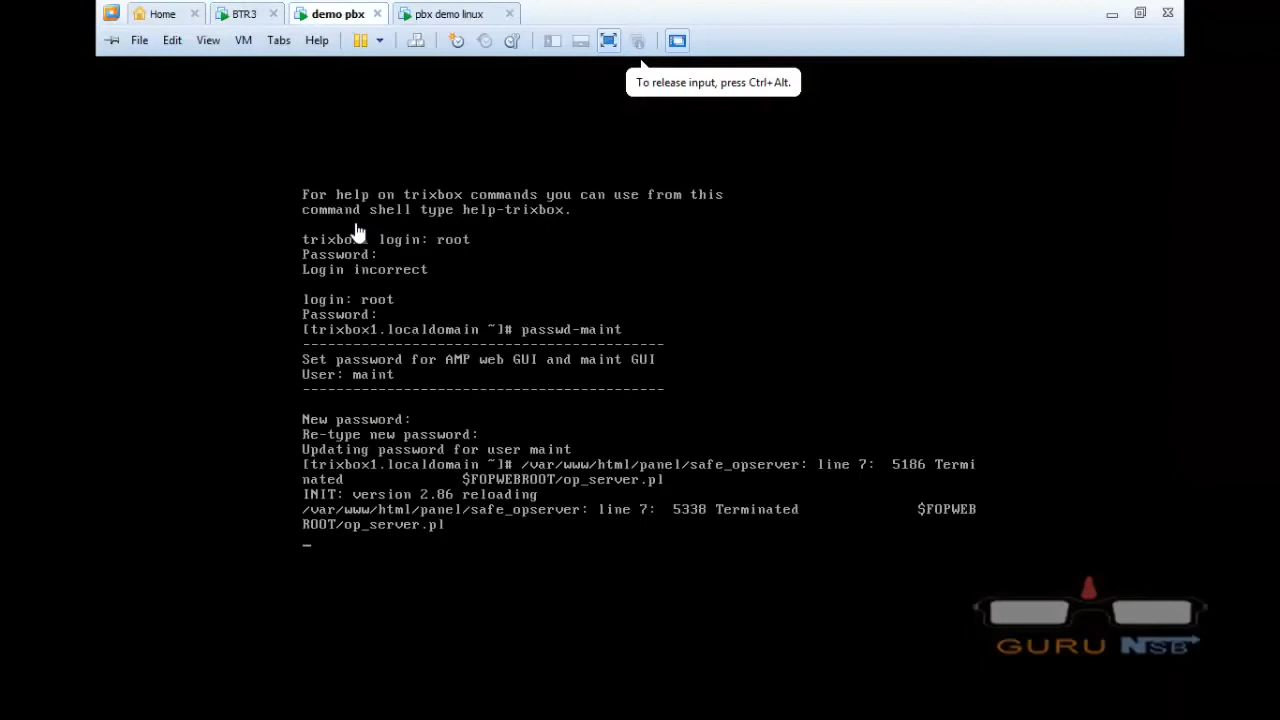 Home BTR3 demo pbx pbx demo linux
File Edit View VM Tabs Help
To release input, press Ctrl+Alt.
For help on trixbox commands you can use from this
command shell type help-trixbox.
login: root
Password:
Login incorrect
login: root
Password:
[trixbox1.localdomain ~]# passwd-maint
------------------------------------------
Set password for AMP web GUI and maint GUI
User: maint
------------------------------------------
New password:
Re-type new password:
Updating password for user maint
[trixbox1.localdomain ~]# /var/www/html/panel/safe_opserver: line 7:  5186 Termi
nated              $FOPWEBROOT/op_server.pl
INIT: version 2.86 reloading
/var/www/html/panel/safe_opserver: line 7:  5338 Terminated              $FOPWEB
ROOT/op_server.pl
_
GURU NSB